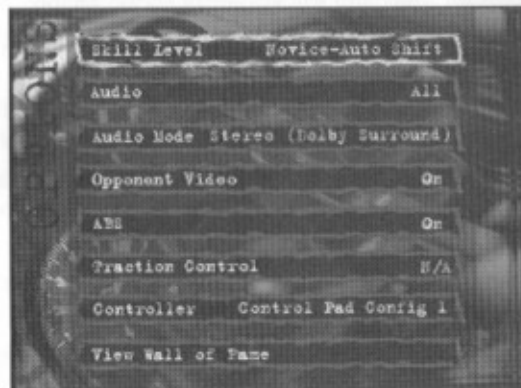 OPTIONS
Skill Level Novice-Auto Shift
Audio All
Audio Mode Stereo (Dolby Surround)
Opponent Video On
ABS On
Traction Control N/A
Controller Control Pad Config 1
View Wall of Fame